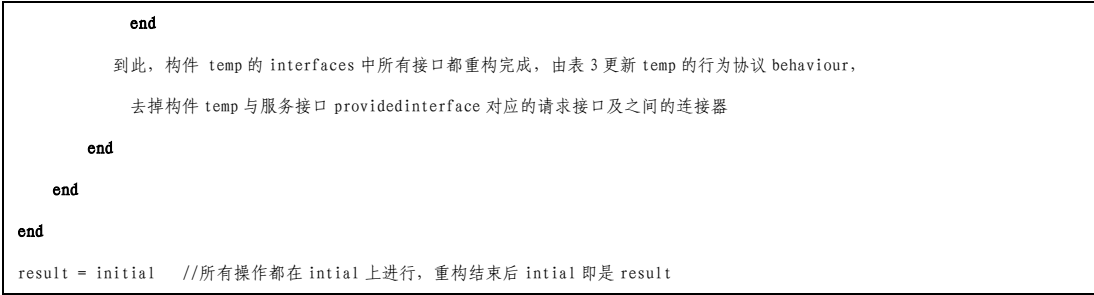 end
到此，构件 temp 的 interfaces 中所有接口都重构完成，由表 3 更新 temp 的行为协议 behaviour，
去掉构件 temp 与服务接口 providedinterface 对应的请求接口及之间的连接器
end
end
end
result = initial //所有操作都在 intial 上进行，重构结束后 intial 即是 result